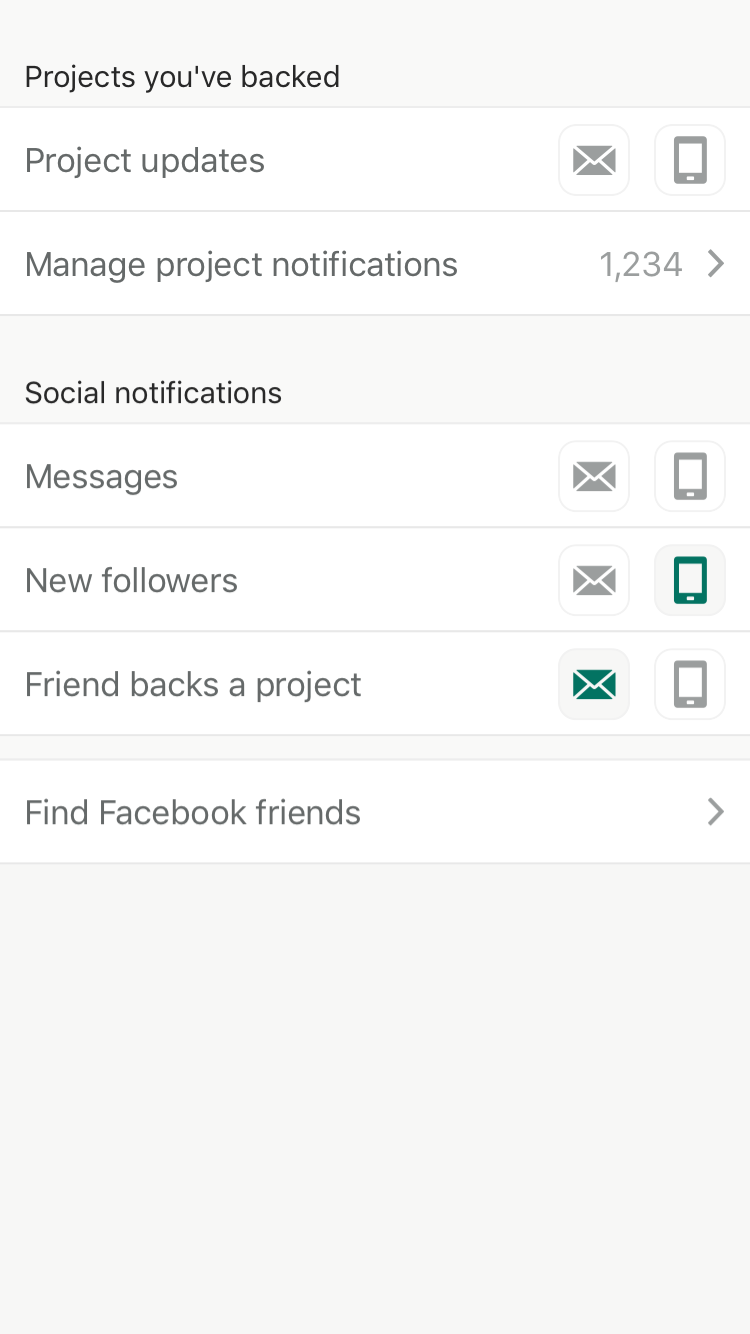 Projects you've backed
Project updates
Manage project notifications 1,234
Social notifications
Messages
New followers
Friend backs a project
Find Facebook friends